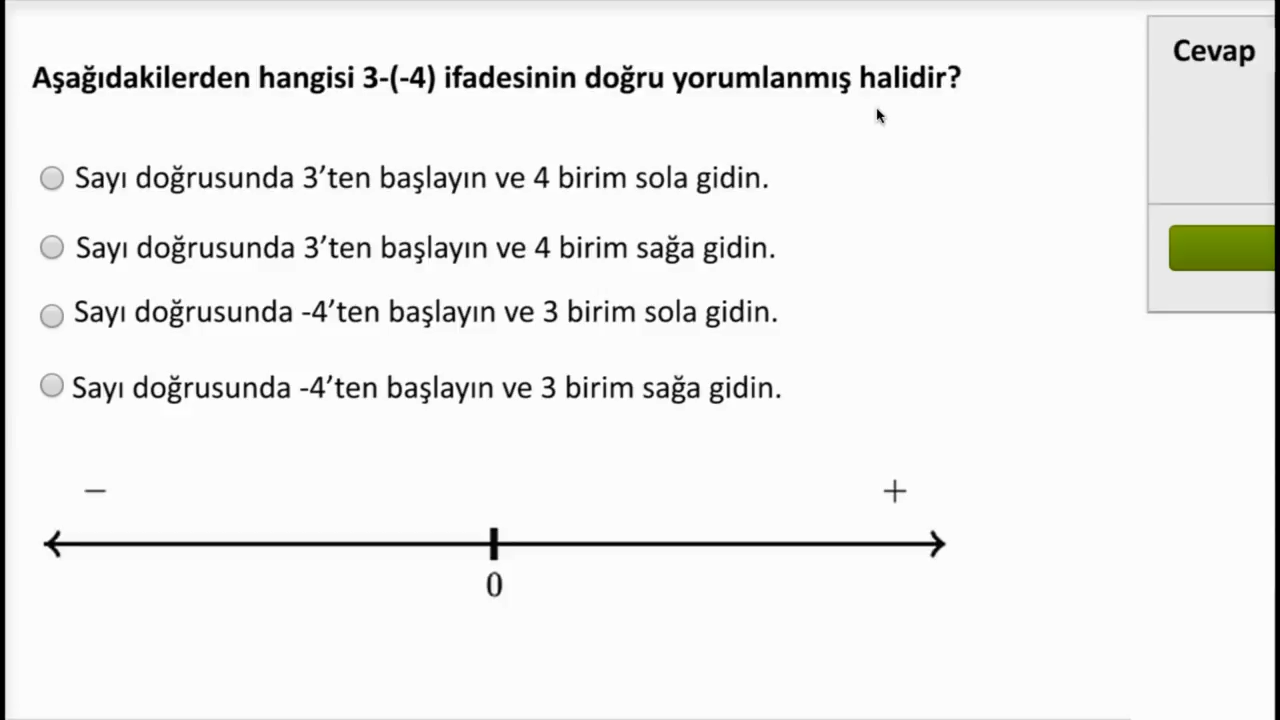 Cevap
Aşağıdakilerden hangisi 3-(-4) ifadesinin doğru yorumlanmış halidir?
Sayı doğrusunda 3’ten başlayın ve 4 birim sola gidin.
Sayı doğrusunda 3’ten başlayın ve 4 birim sağa gidin.
Sayı doğrusunda -4’ten başlayın ve 3 birim sola gidin.
Sayı doğrusunda -4’ten başlayın ve 3 birim sağa gidin.
− +
0